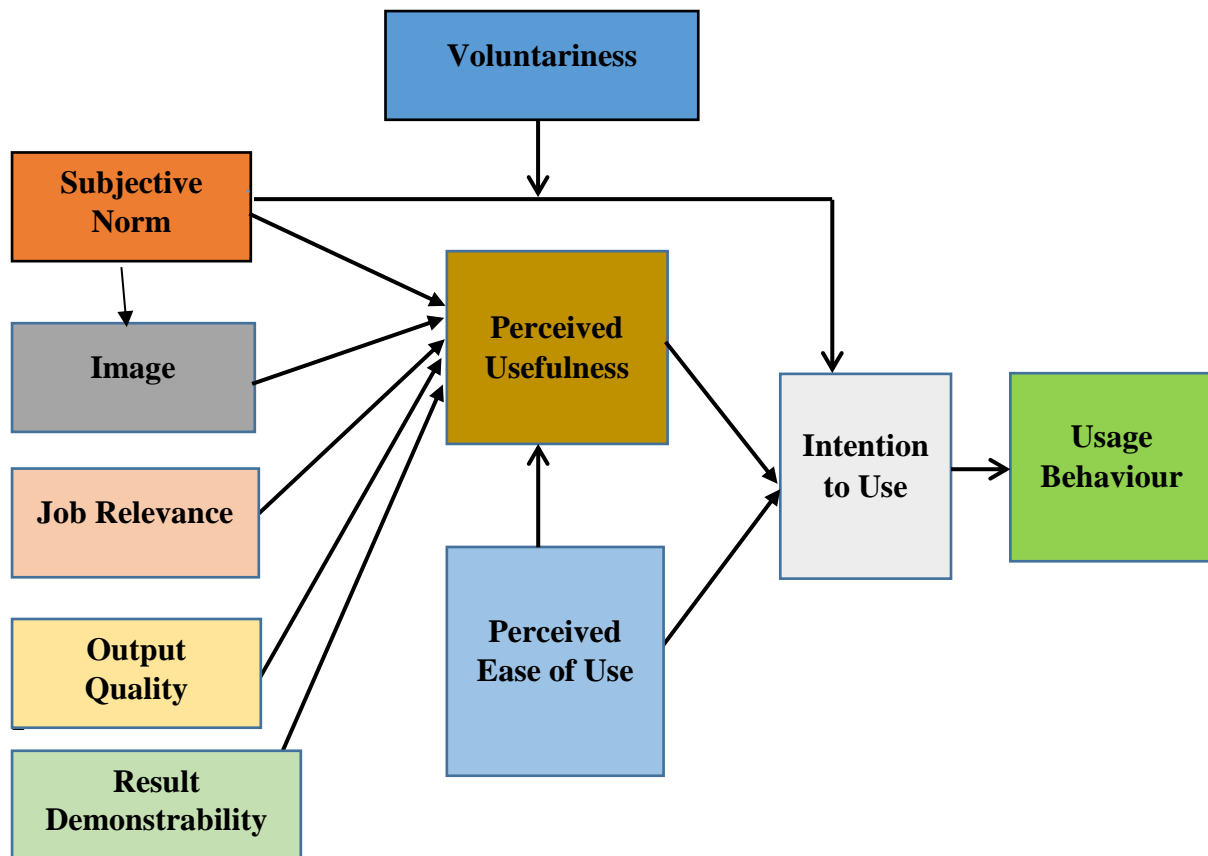 Voluntariness
Subjective
Norm
Image
Job Relevance
Output
Quality
Result
Demonstrability
Perceived
Usefulness
Perceived
Ease of Use
Intention
to Use
Usage
Behaviour